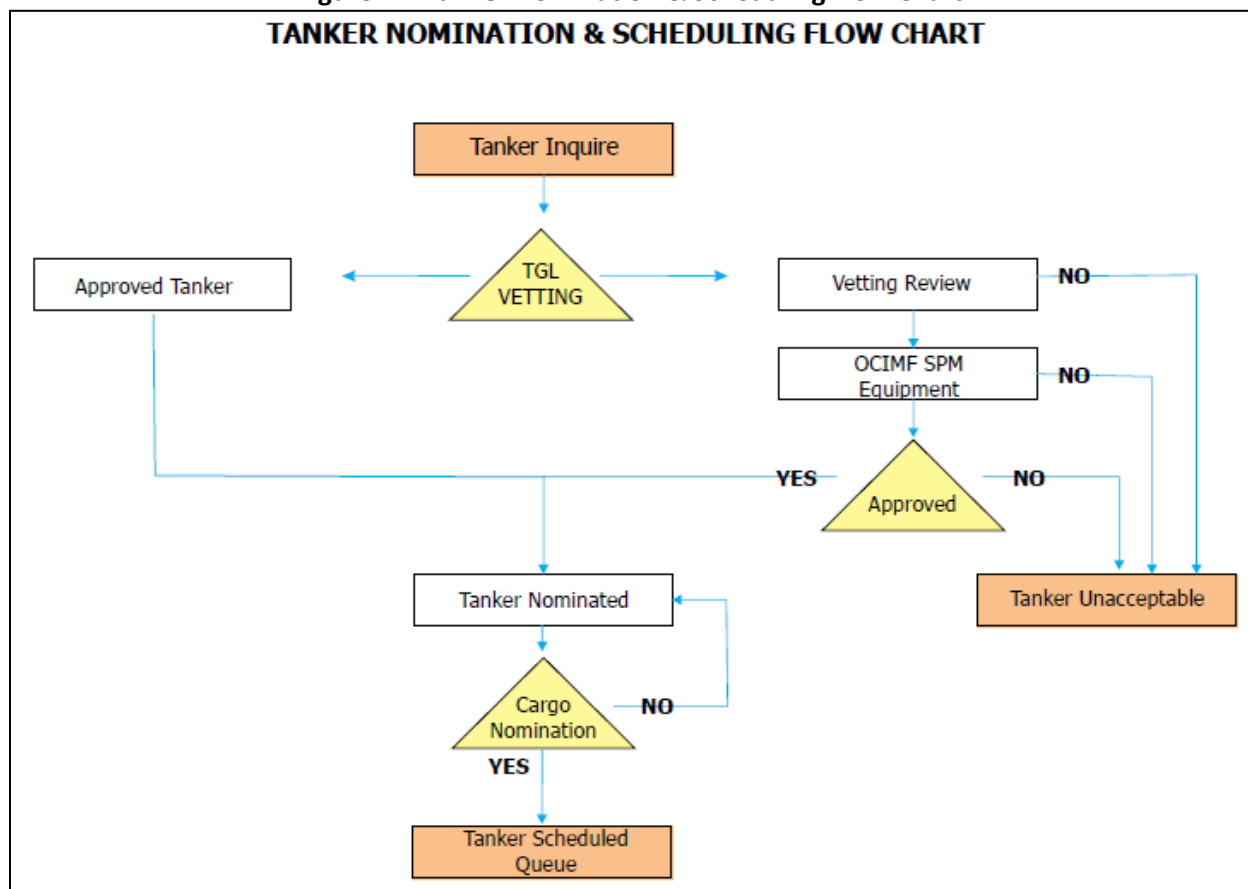 TANKER NOMINATION & SCHEDULING FLOW CHART
Tanker Inquire
TGL
VETTING
Approved Tanker
Vetting Review
NO
OCIMF SPM
Equipment
NO
YES
Approved
NO
Tanker Nominated
Tanker Unacceptable
Cargo
Nomination
NO
YES
Tanker Scheduled
Queue